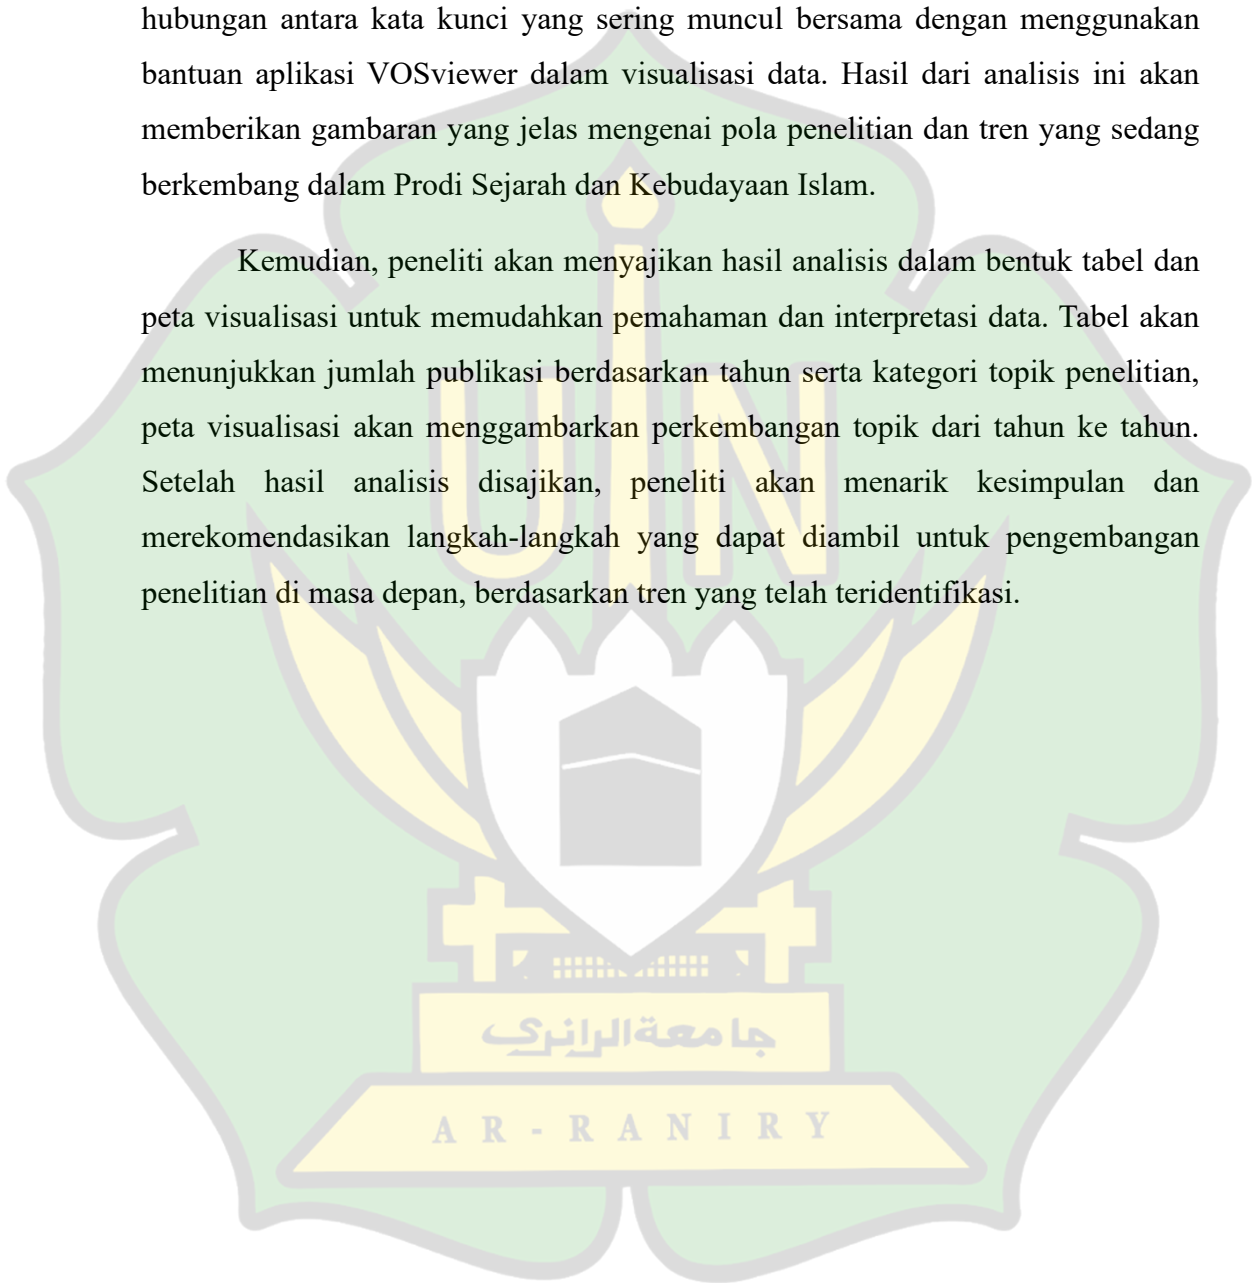 hubungan antara kata kunci yang sering muncul bersama dengan menggunakan
bantuan aplikasi VOSviewer dalam visualisasi data. Hasil dari analisis ini akan
memberikan gambaran yang jelas mengenai pola penelitian dan tren yang sedang
berkembang dalam Prodi Sejarah dan Kebudayaan Islam.
Kemudian, peneliti akan menyajikan hasil analisis dalam bentuk tabel dan
peta visualisasi untuk memudahkan pemahaman dan interpretasi data. Tabel akan
menunjukkan jumlah publikasi berdasarkan tahun serta kategori topik penelitian,
peta visualisasi akan menggambarkan perkembangan topik dari tahun ke tahun.
Setelah hasil analisis disajikan, peneliti akan menarik kesimpulan dan
merekomendasikan langkah-langkah yang dapat diambil untuk pengembangan
penelitian di masa depan, berdasarkan tren yang telah teridentifikasi.
UIN
جامعة الرانري
AR-RANIRY